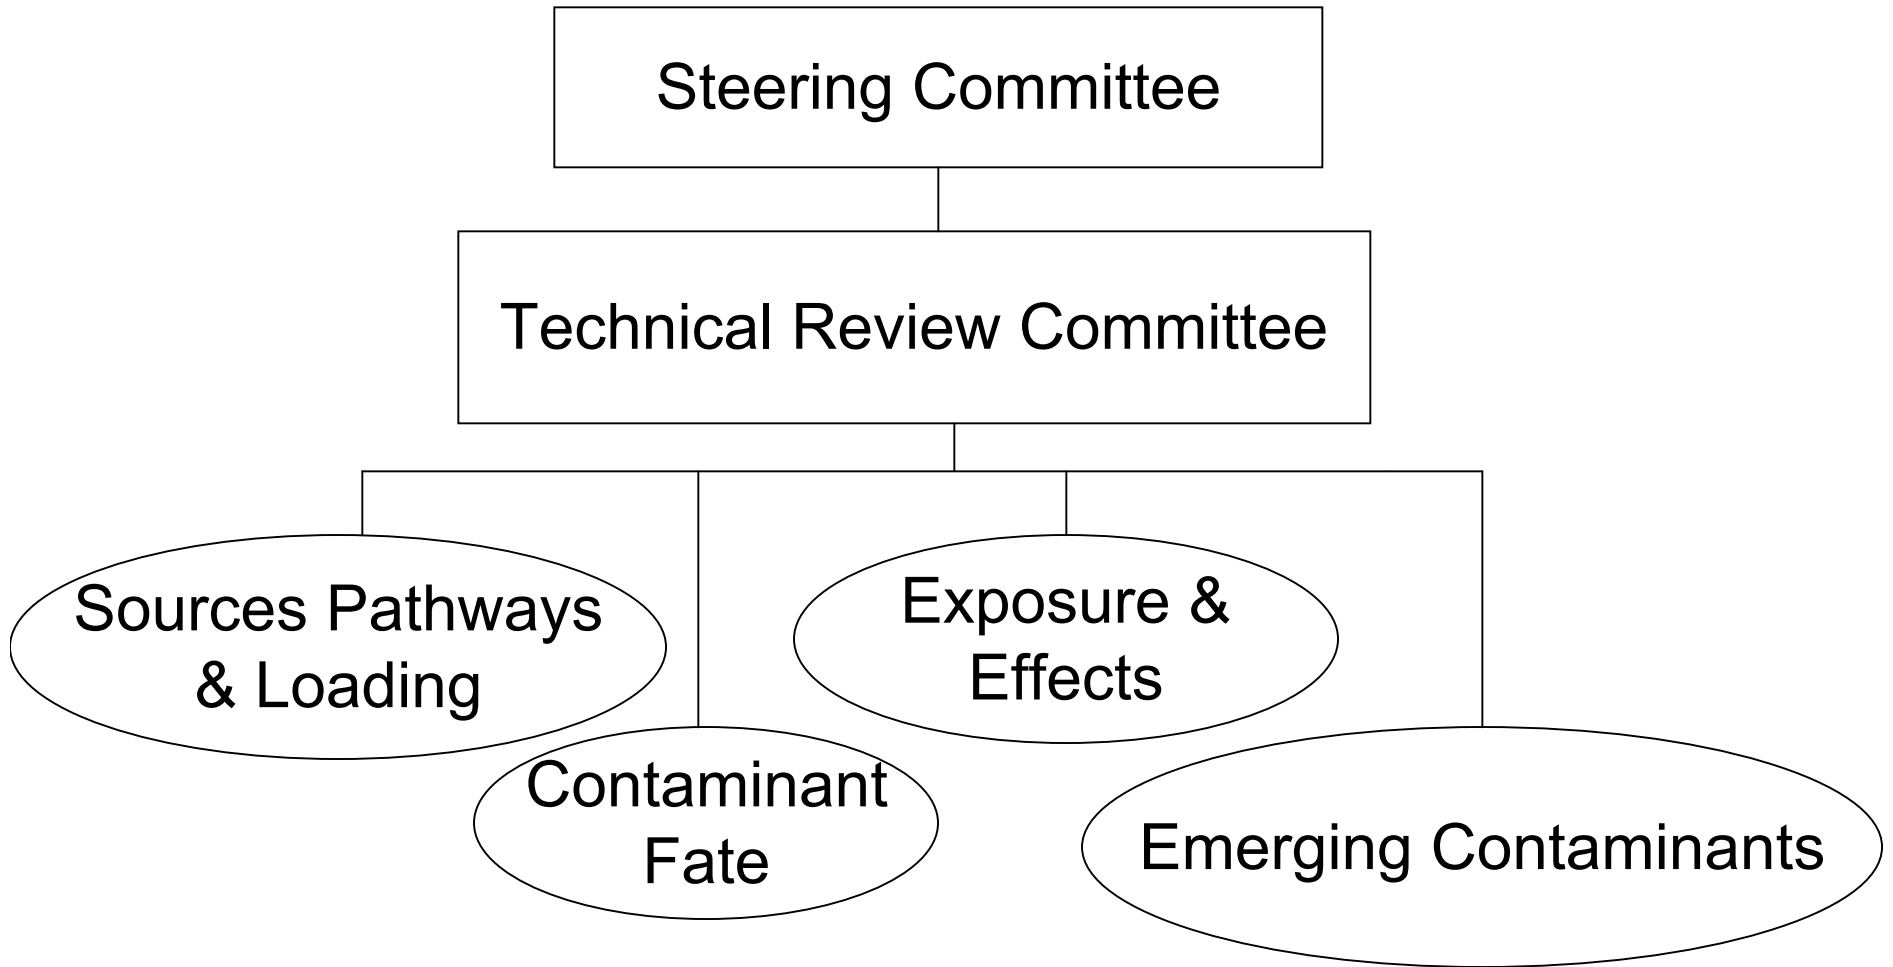 Steering Committee
Technical Review Committee
Sources Pathways
& Loading
Exposure &
Effects
Contaminant
Fate
Emerging Contaminants